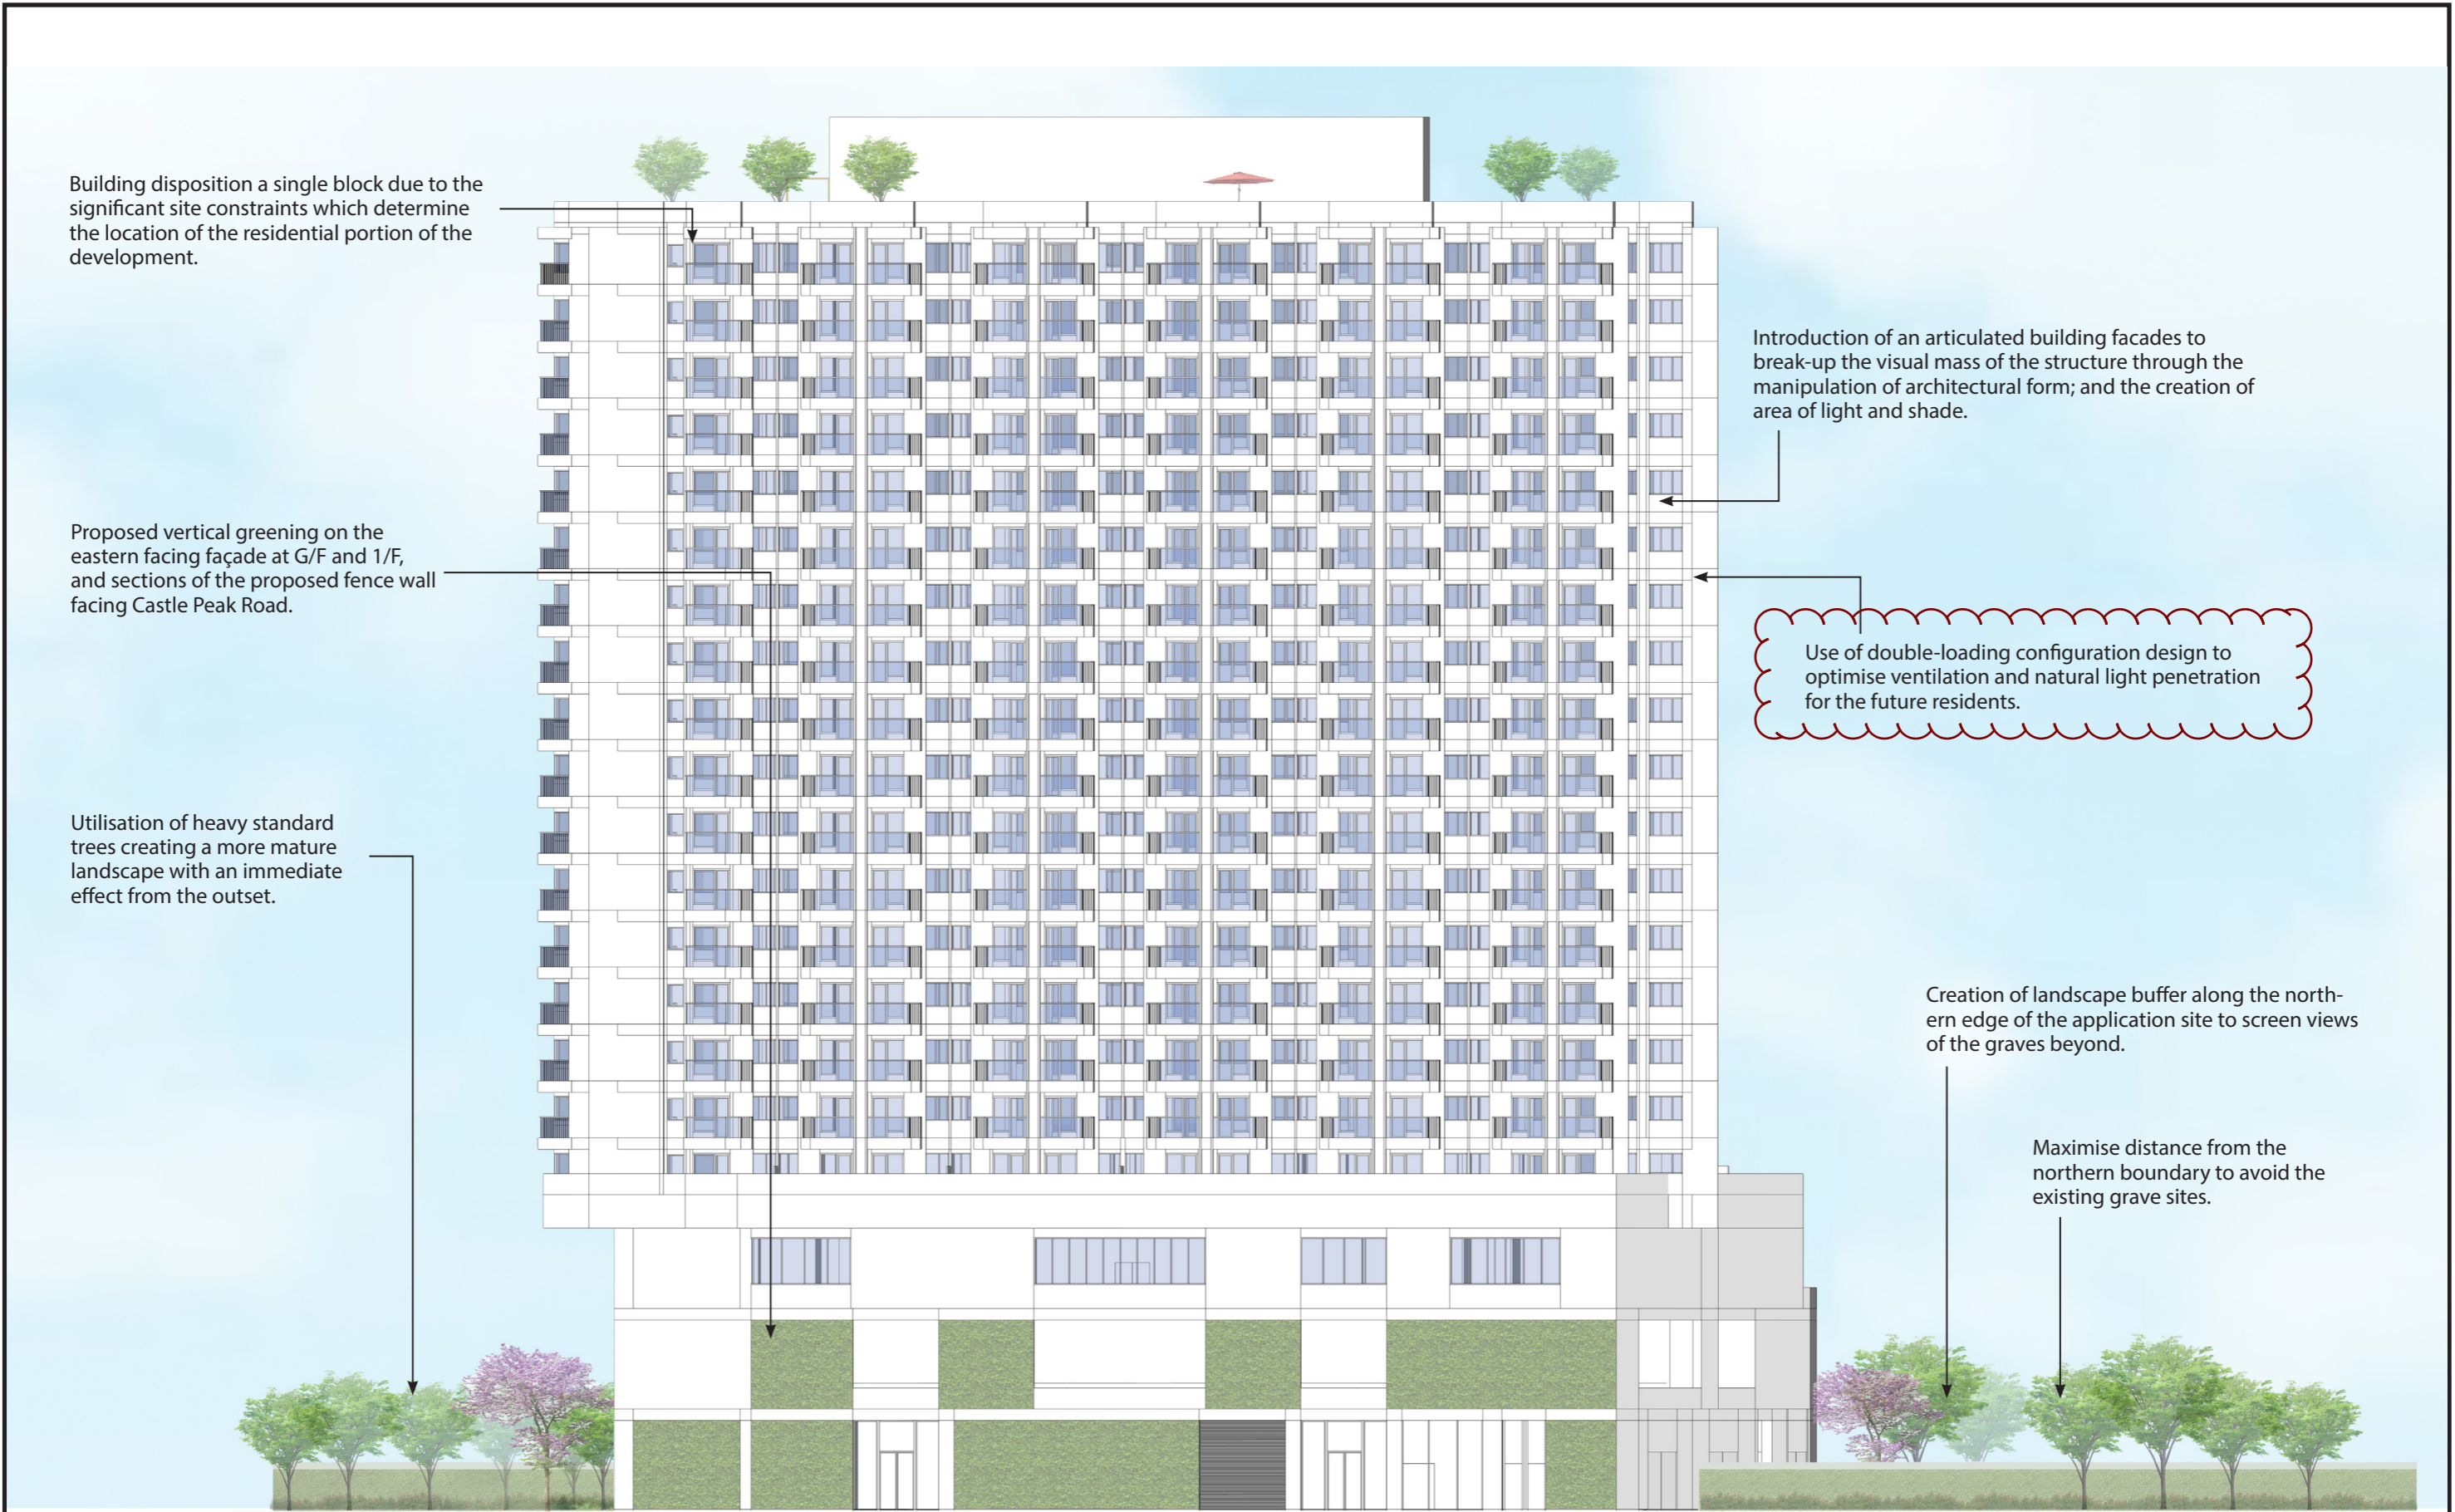 Building disposition a single block due to the
significant site constraints which determine
the location of the residential portion of the
development.
Introduction of an articulated building facades to
break-up the visual mass of the structure through the
manipulation of architectural form; and the creation of
area of light and shade.
Proposed vertical greening on the
eastern facing façade at G/F and 1/F,
and sections of the proposed fence wall
facing Castle Peak Road.
Use of double-loading configuration design to
optimise ventilation and natural light penetration
for the future residents.
Utilisation of heavy standard
trees creating a more mature
landscape with an immediate
effect from the outset.
Creation of landscape buffer along the north-
ern edge of the application site to screen views
of the graves beyond.
Maximise distance from the
northern boundary to avoid the
existing grave sites.